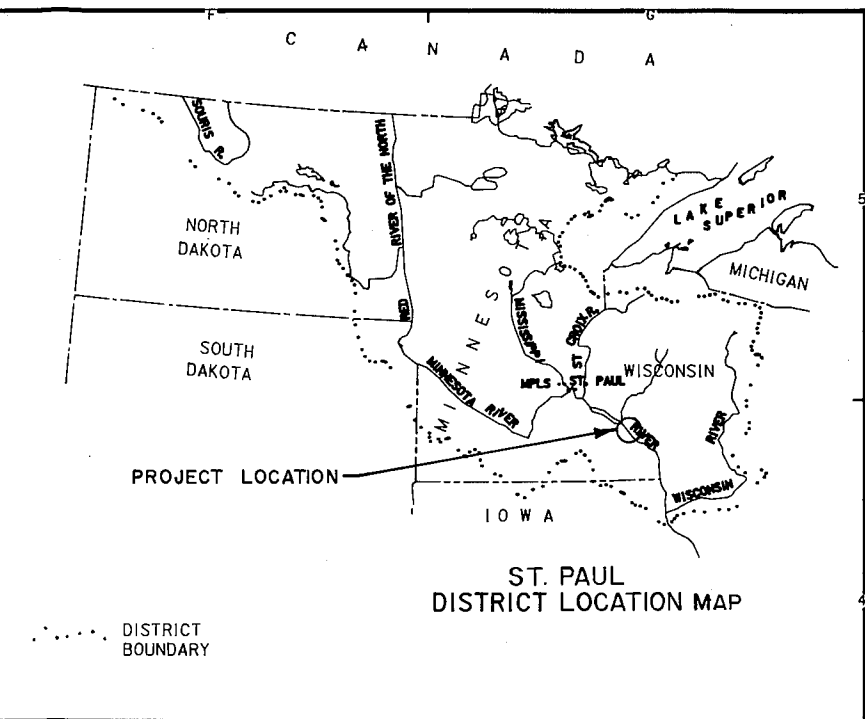 F
G
C A N A D A
SOURIS R.
RED RIVER OF THE NORTH
5
LAKE
SUPERIOR
NORTH
DAKOTA
MICHIGAN
MINNESOTA
MISSISSIPPI
ST CROIX R.
SOUTH
DAKOTA
WISCONSIN
MPLS
ST. PAUL
MINNESOTA RIVER
RIVER
RIVER
PROJECT LOCATION
WISCONSIN
IOWA
ST. PAUL
DISTRICT LOCATION MAP
4
DISTRICT
BOUNDARY